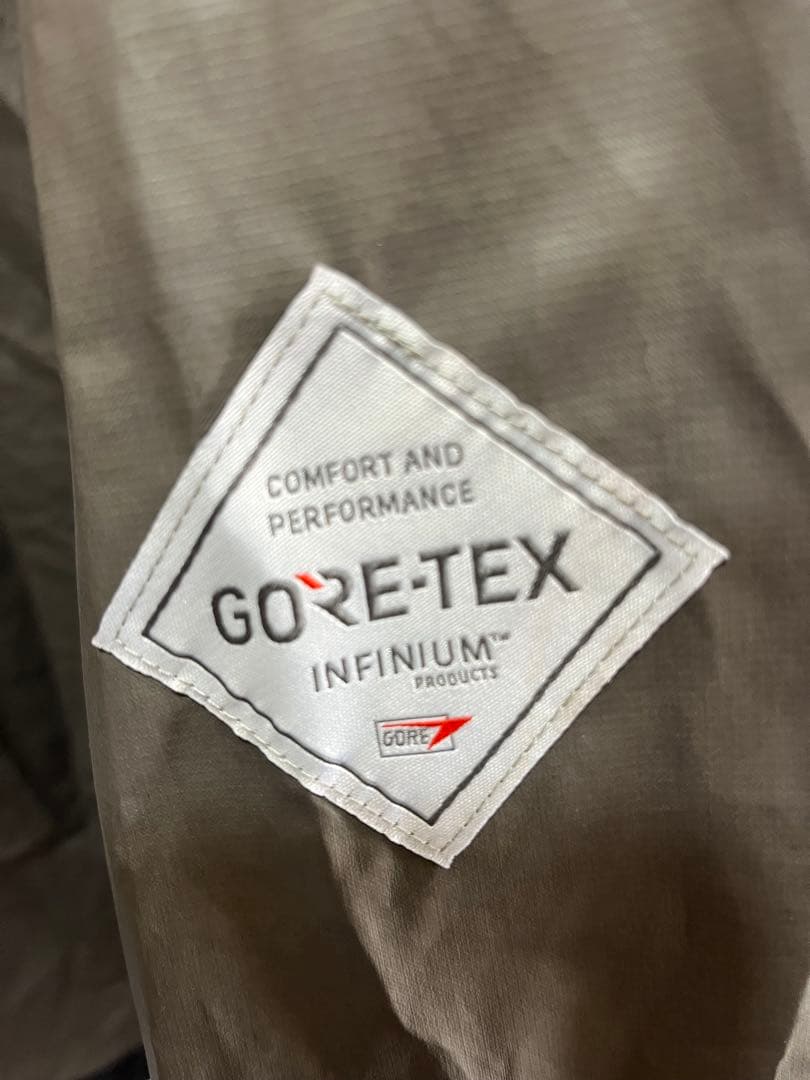 COMFORT AND
PERFORMANCE
GORE-TEX
INFINIUM™
PRODUCTS
GORE